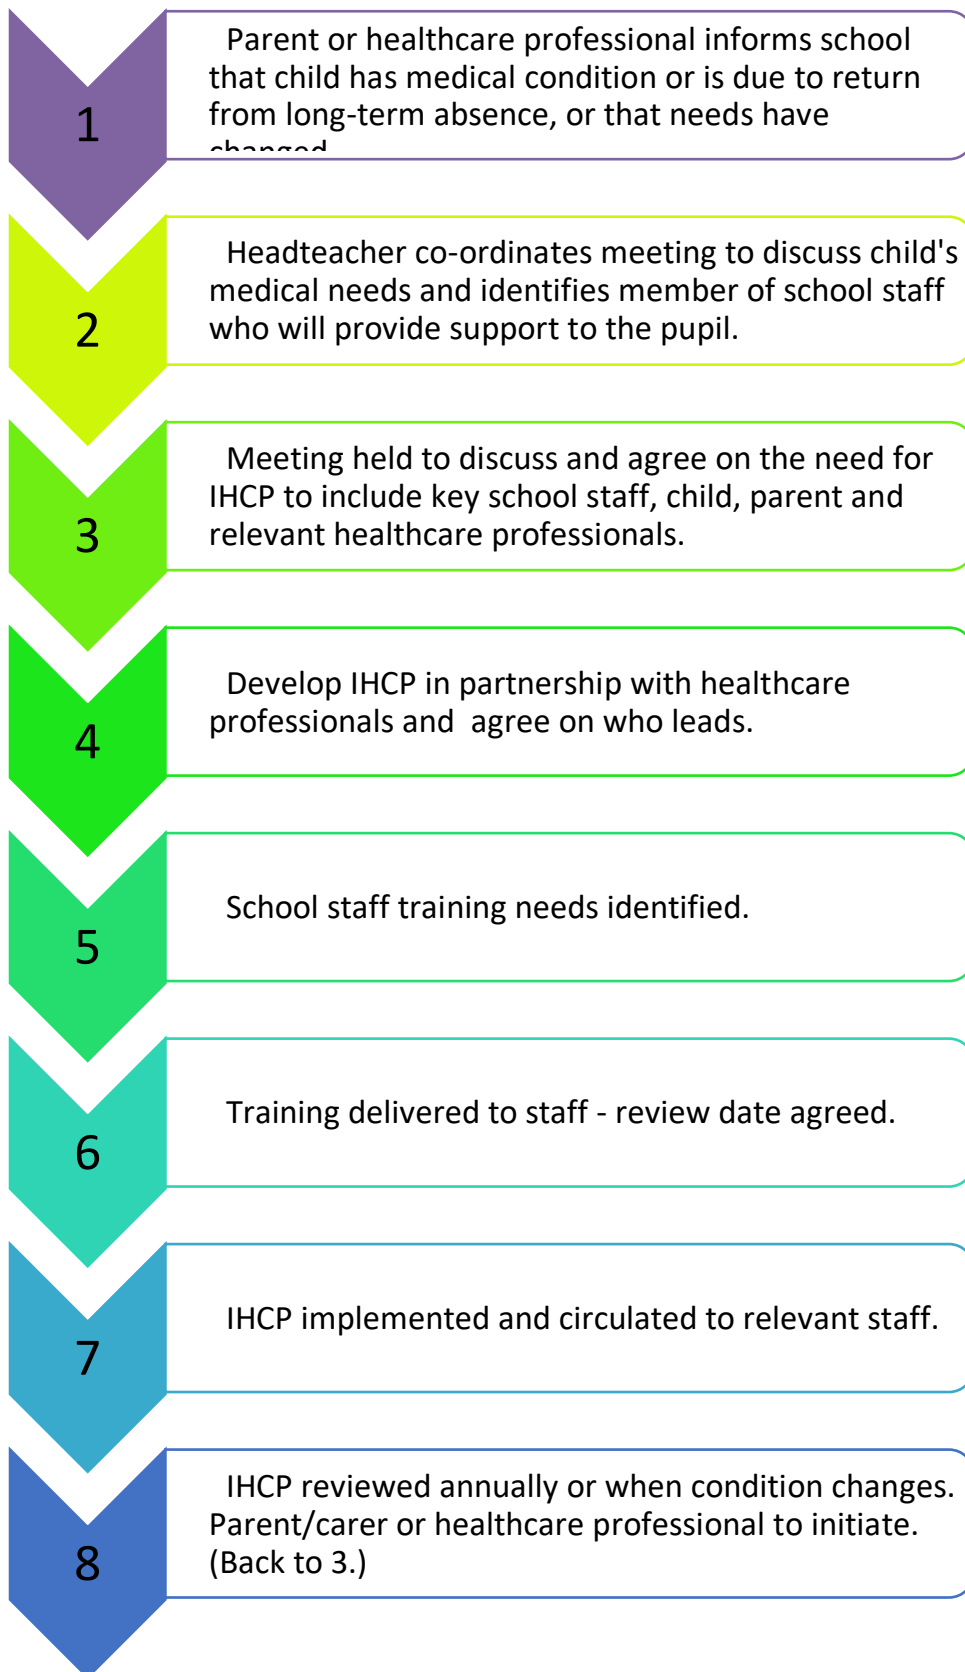 1
Parent or healthcare professional informs school
that child has medical condition or is due to return
from long-term absence, or that needs have
changed
2
Headteacher co-ordinates meeting to discuss child's
medical needs and identifies member of school staff
who will provide support to the pupil.
3
Meeting held to discuss and agree on the need for
IHCP to include key school staff, child, parent and
relevant healthcare professionals.
4
Develop IHCP in partnership with healthcare
professionals and  agree on who leads.
5
School staff training needs identified.
6
Training delivered to staff - review date agreed.
7
IHCP implemented and circulated to relevant staff.
8
IHCP reviewed annually or when condition changes.
Parent/carer or healthcare professional to initiate.
(Back to 3.)